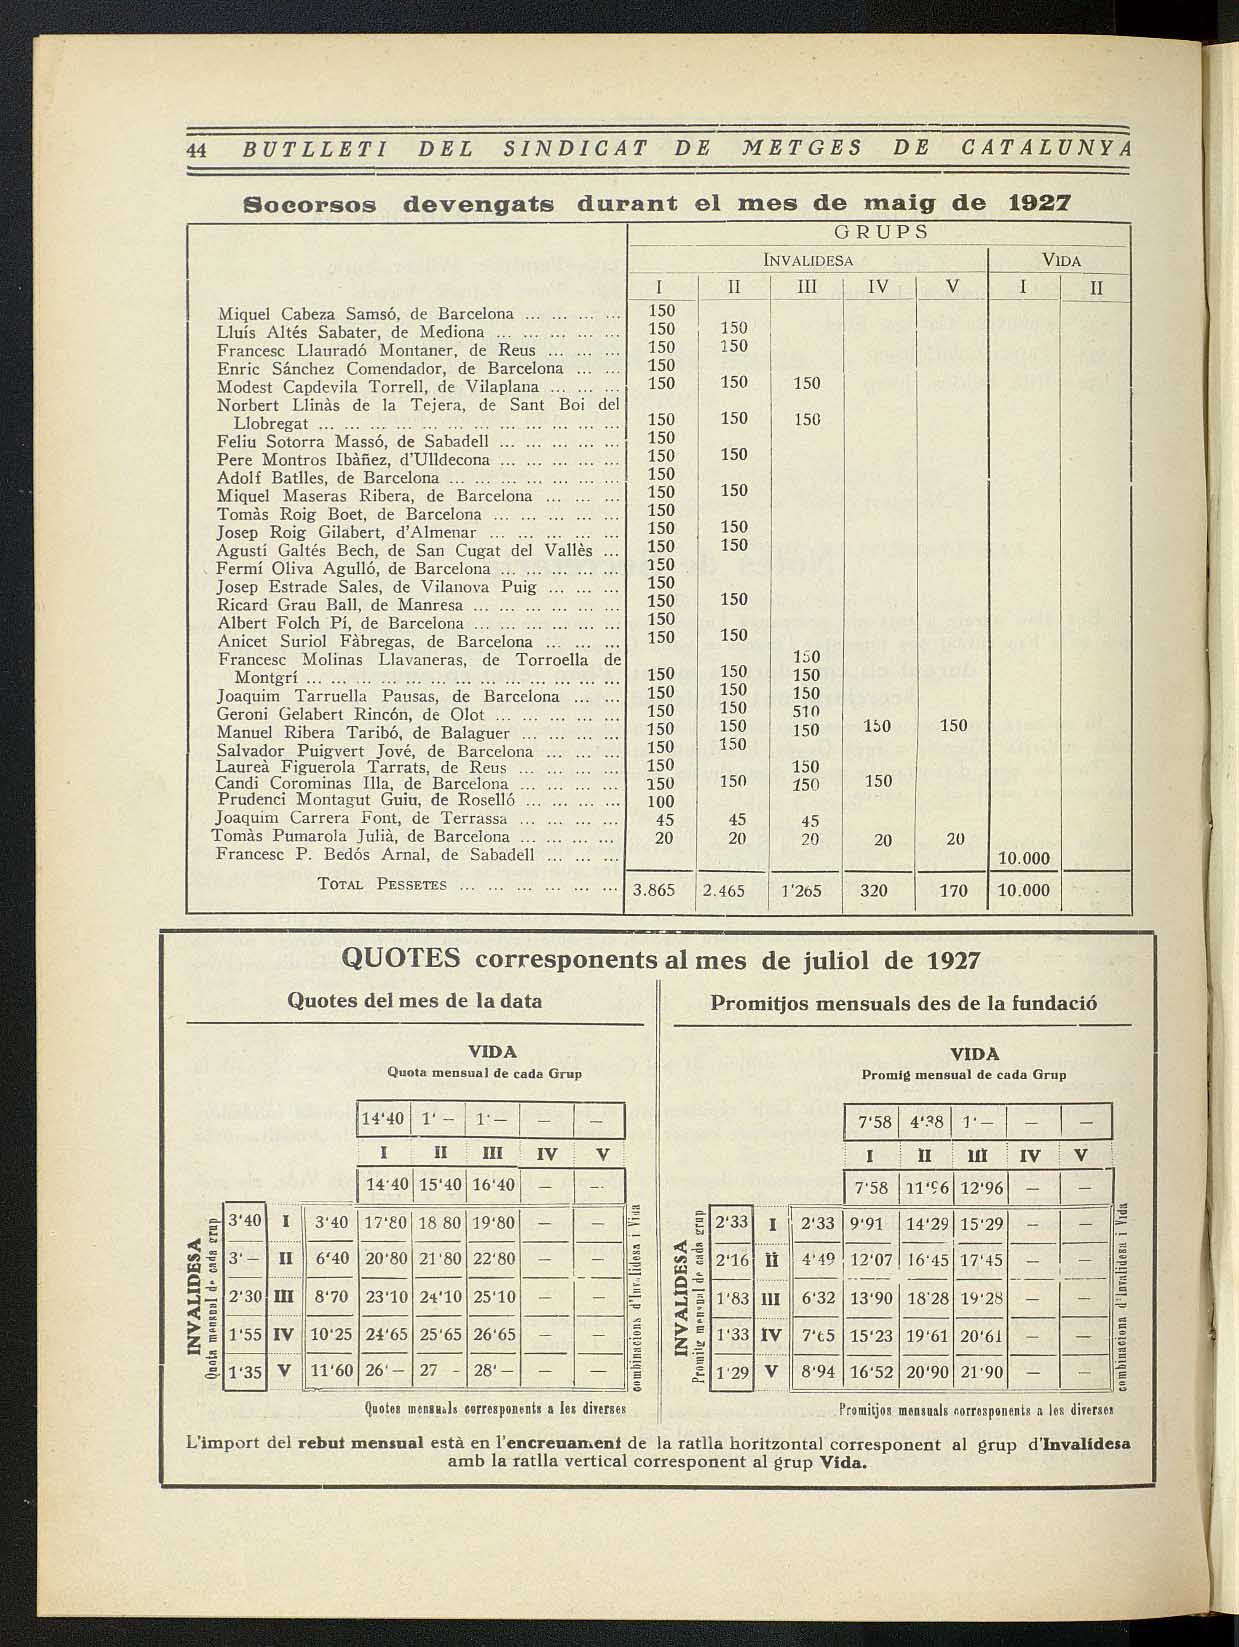 44 BUTLLETI DEL SINDICAT DE METGES DE CATALUNYA
Socorsos devengats durant el mes de maig de 1927
GRUPS
INVALIDESA VIDA
I II III IV V I II
Miquel Cabeza Samsó, de Barcelona ... ... ... ... 150
Lluís Altés Sabater, de Mediona ... ... ... ... ... 150 150
Francesc Llauradó Montaner, de Reus ... ... ... 150 150
Enric Sánchez Comendador, de Barcelona ... ... 150
Modest Capdevila Torrell, de Vilaplana ... ... ... 150 150 150
Norbert Llinàs de la Tejera, de Sant Boi del
Llobregat ... ... ... ... ... ... ... ... ... ... ... ... 150 150 150
Feliu Sotorra Massó, de Sabadell ... ... ... ... ... 150
Pere Montros Ibàñez, d'Ulldecona ... ... ... ... ... 150 150
Adolf Batlles, de Barcelona ... ... ... ... ... ... ... 150
Miquel Maseras Ribera, de Barcelona ... ... ... 150 150
Tomàs Roig Boet, de Barcelona ... ... ... ... ... 150
Josep Roig Gilabert, d'Almenar ... ... ... ... ... 150 150
Agustí Galtés Bech, de San Cugat del Vallès ... 150 150
Fermí Oliva Agulló, de Barcelona ... ... ... ... ... 150
Josep Estrade Sales, de Vilanova Puig ... ... ... 150
Ricard Grau Ball, de Manresa ... ... ... ... ... ... 150 150
Albert Folch Pí, de Barcelona ... ... ... ... ... ... 150
Anicet Suriol Fàbregas, de Barcelona ... ... ... 150 150
Francesc Molinas Llavaneras, de Torroella de 150
Montgrí ... ... ... ... ... ... ... ... ... ... ... ... 150 150 150
Joaquim Tarruella Pausas, de Barcelona ... ... 150 150 150
Geroni Gelabert Rincón, de Olot ... ... ... ... ... 150 150 510
Manuel Ribera Taribó, de Balaguer ... ... ... ... 150 150 150 150 150
Salvador Puigvert Jové, de Barcelona ... ... ... 150 150
Laureà Figuerola Tarrats, de Reus ... ... ... ... 150 150
Candi Corominas Illa, de Barcelona ... ... ... ... 150 150 150 150
Prudenci Montagut Guiu, de Roselló ... ... ... ... 100
Joaquim Carrera Font, de Terrassa ... ... ... ... 45 45 45
Tomàs Pumarola Julià, de Barcelona ... ... ... ... 20 20 20 20 20
Francesc P. Bedós Arnal, de Sabadell ... ... ... 10.000
TOTAL PESSETES ... ... ... ... ... ... 3.865 2.465 1'265 320 170 10.000
QUOTES corresponents al mes de juliol de 1927
Quotes del mes de la data
VIDA
Quota mensual de cada Grup
14'40 1'— 1'— — —
I II III IV V
14'40 15'40 16'40 — —
3'40 I 3'40 17'80 18 80 19'80 — —
3'— II 6'40 20'80 21'80 22'80 — —
2'30 III 8'70 23'10 24'10 25'10 — —
1'55 IV 10'25 24'65 25'65 26'65 — —
1'35 V 11'60 26'— 27 — 28'— — —
INVALIDESA
Quota mensual de cada grup
combinacions d'Invalidesa i Vida
Quotes mensuals corresponents a les diverses
Promitjos mensuals des de la fundació
VIDA
Promig mensual de cada Grup
7'58 4'38 1'— — —
I II III IV V
7'58 11'96 12'96 — —
2'33 I 2'33 9'91 14'29 15'29 — —
2'16 II 4'49 12'07 16'45 17'45 — —
1'83 III 6'32 13'90 18'28 19'28 — —
1'33 IV 7'65 15'23 19'61 20'61 — —
1'29 V 8'94 16'52 20'90 21'90 — —
INVALIDESA
Promitg mensual de cada grup
combinacions d'Invalidesa i Vida
Promitjos mensuals corresponents a les diverses
L'import del rebut mensual està en l'encreuament de la ratlla horitzontal corresponent al grup d'Invalidesa
amb la ratlla vertical corresponent al grup Vida.